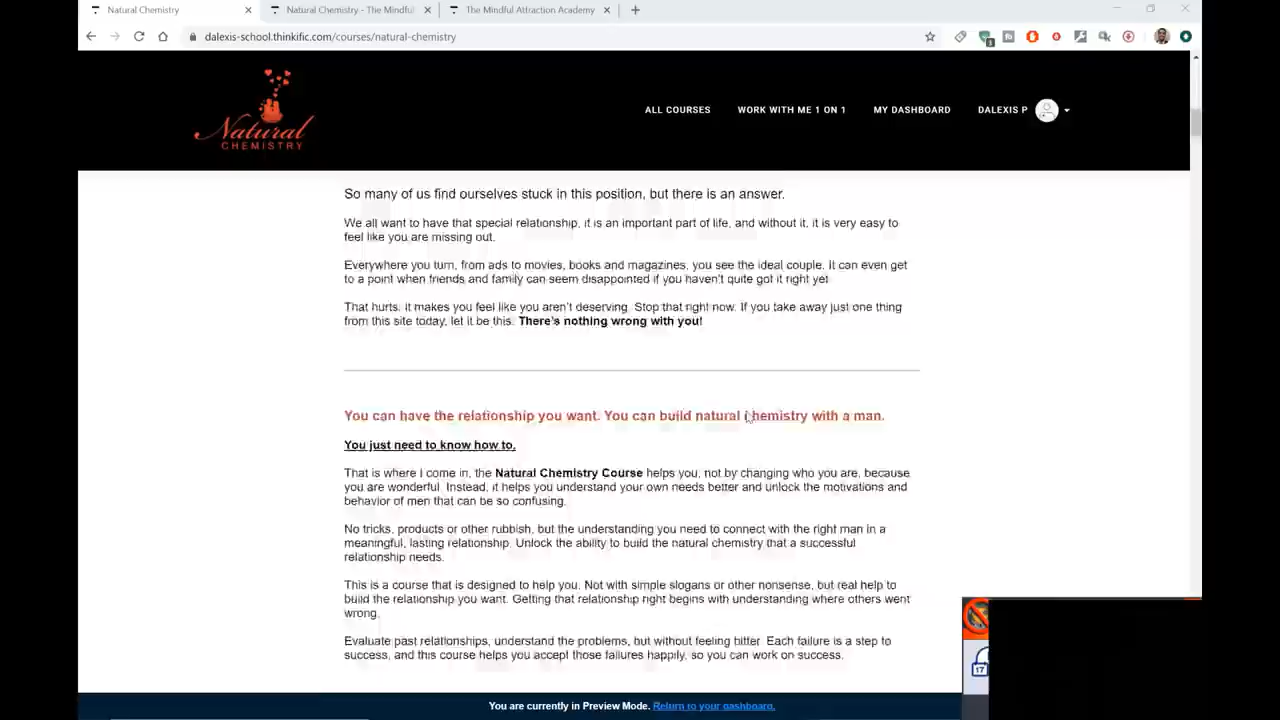 Natural Chemistry
Natural Chemistry - The Mindful
The Mindful Attraction Academy
dalexis-school.thinkific.com/courses/natural-chemistry
Natural
CHEMISTRY
ALL COURSES
WORK WITH ME 1 ON 1
MY DASHBOARD
DALEXIS P
So many of us find ourselves stuck in this position, but there is an answer.
We all want to have that special relationship, it is an important part of life, and without it, it is very easy to
feel like you are missing out.
Everywhere you turn, from ads to movies, books and magazines, you see the ideal couple. It can even get
to a point when friends and family can seem disappointed if you haven't quite got it right yet
That hurts, it makes you feel like you aren't deserving. Stop that right now. If you take away just one thing
from this site today, let it be this. There's nothing wrong with you!
You can have the relationship you want. You can build natural chemistry with a man.
You just need to know how to.
That is where I come in, the Natural Chemistry Course helps you, not by changing who you are, because
you are wonderful. Instead, it helps you understand your own needs better and unlock the motivations and
behavior of men that can be so confusing.
No tricks, products or other rubbish, but the understanding you need to connect with the right man in a
meaningful, lasting relationship. Unlock the ability to build the natural chemistry that a successful
relationship needs.
This is a course that is designed to help you. Not with simple slogans or other nonsense, but real help to
build the relationship you want. Getting that relationship right begins with understanding where others went
wrong.
Evaluate past relationships, understand the problems, but without feeling bitter. Each failure is a step to
success, and this course helps you accept those failures happily, so you can work on success.
17
You are currently in Preview Mode. Return to your dashboard.